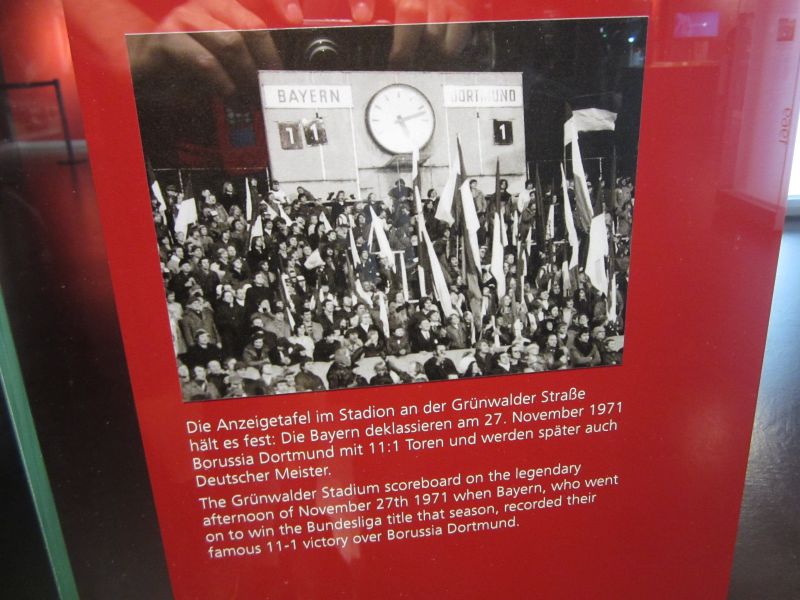 BAYERN
DORTMUND
11
1
Die Anzeigetafel im Stadion an der Grünwalder Straße
hält es fest: Die Bayern deklassieren am 27. November 1971
Borussia Dortmund mit 11:1 Toren und werden später auch
Deutscher Meister.
The Grünwalder Stadium scoreboard on the legendary
afternoon of November 27th 1971 when Bayern, who went
on to win the Bundesliga title that season, recorded their
famous 11-1 victory over Borussia Dortmund.